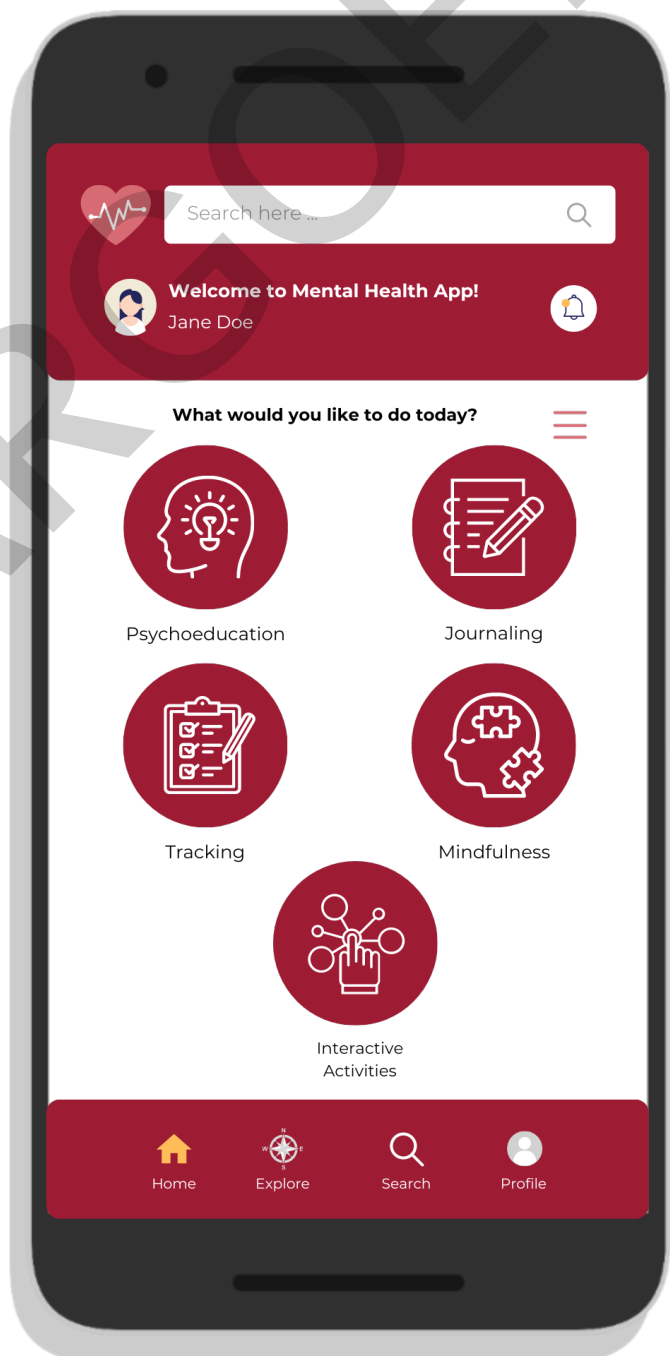 Search here ...
Welcome to Mental Health App!
Jane Doe
What would you like to do today?
Psychoeducation
Journaling
Tracking
Mindfulness
Interactive
Activities
N
W E
S
Home
Explore
Search
Profile